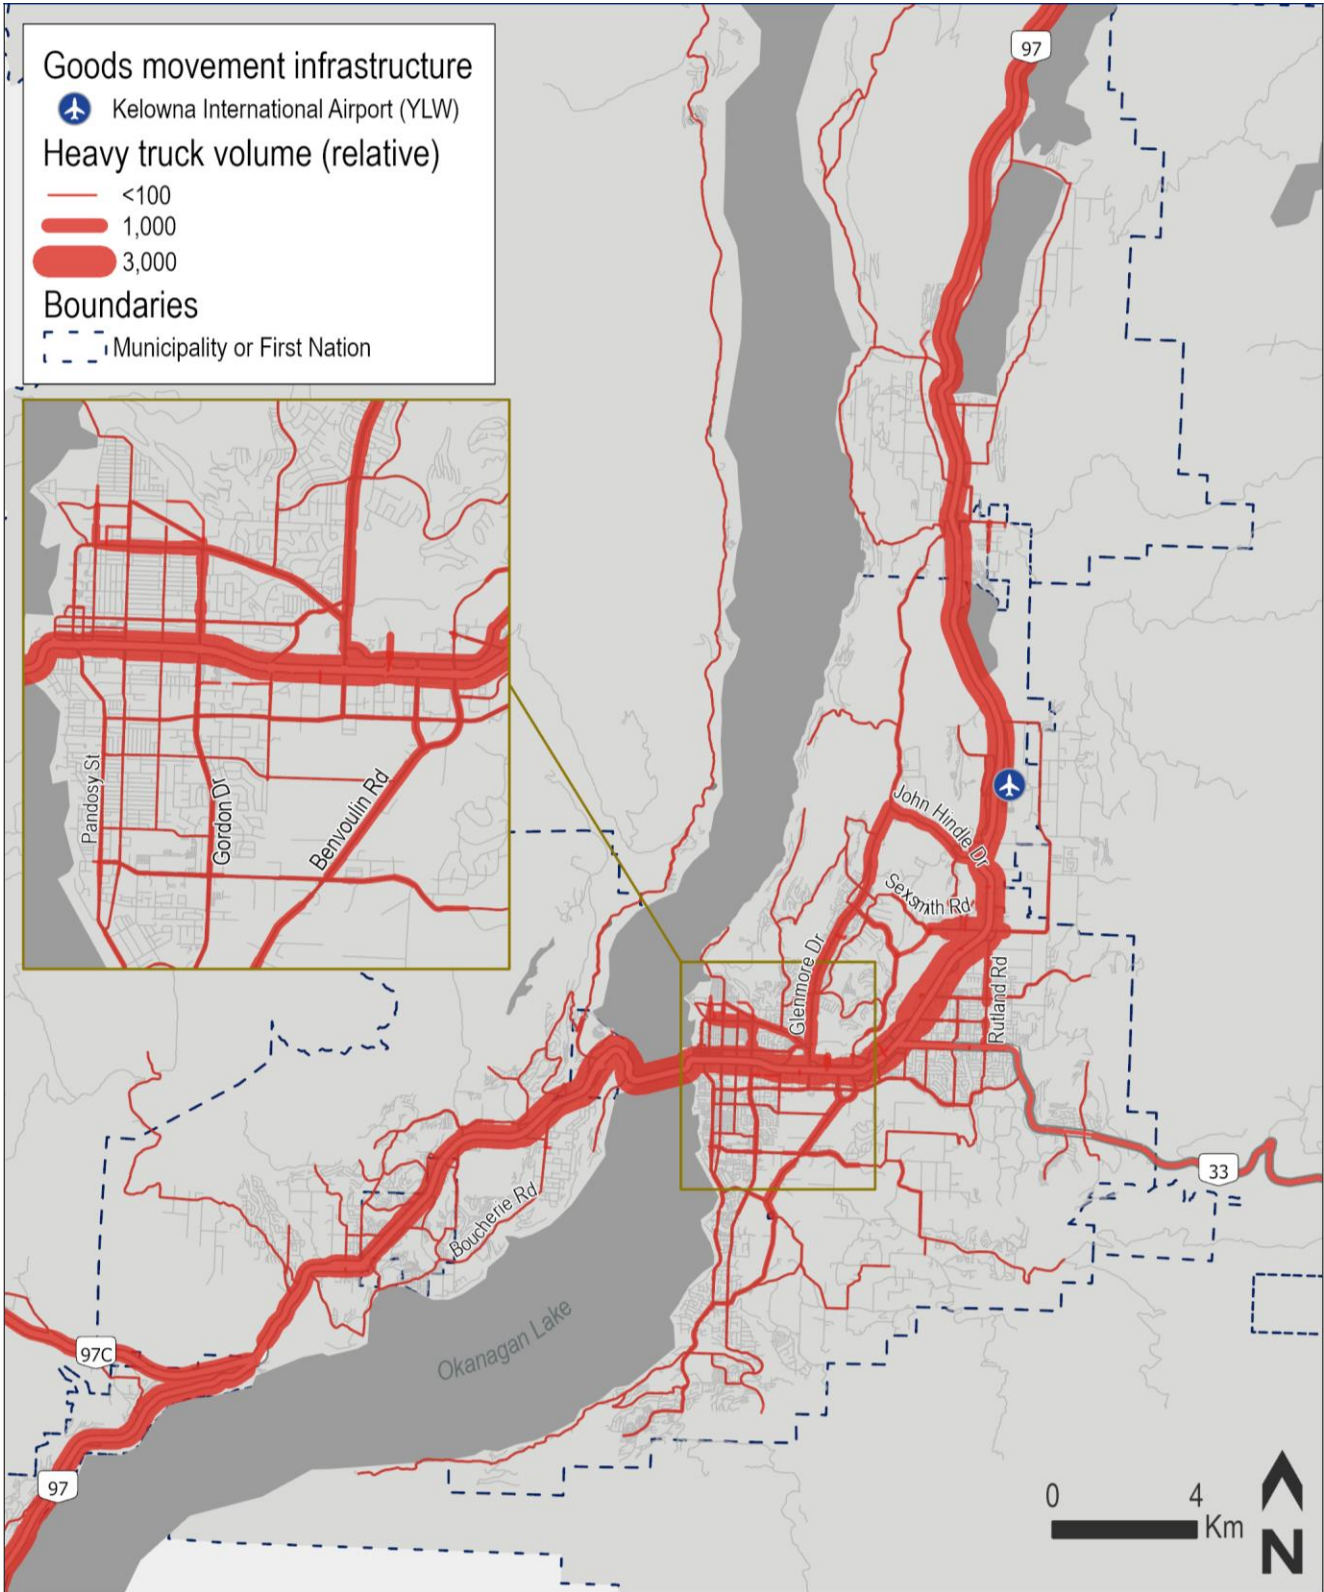 Goods movement infrastructure
Kelowna International Airport (YLW)
Heavy truck volume (relative)
<100
1,000
3,000
Boundaries
Municipality or First Nation
97
Pandosy St
Gordon Dr
Benvoulin Rd
John Hindle Dr
Sexsmith Rd
Glenmore Dr
Rutland Rd
33
Boucherie Rd
97C
Okanagan Lake
97
0 4
Km
N